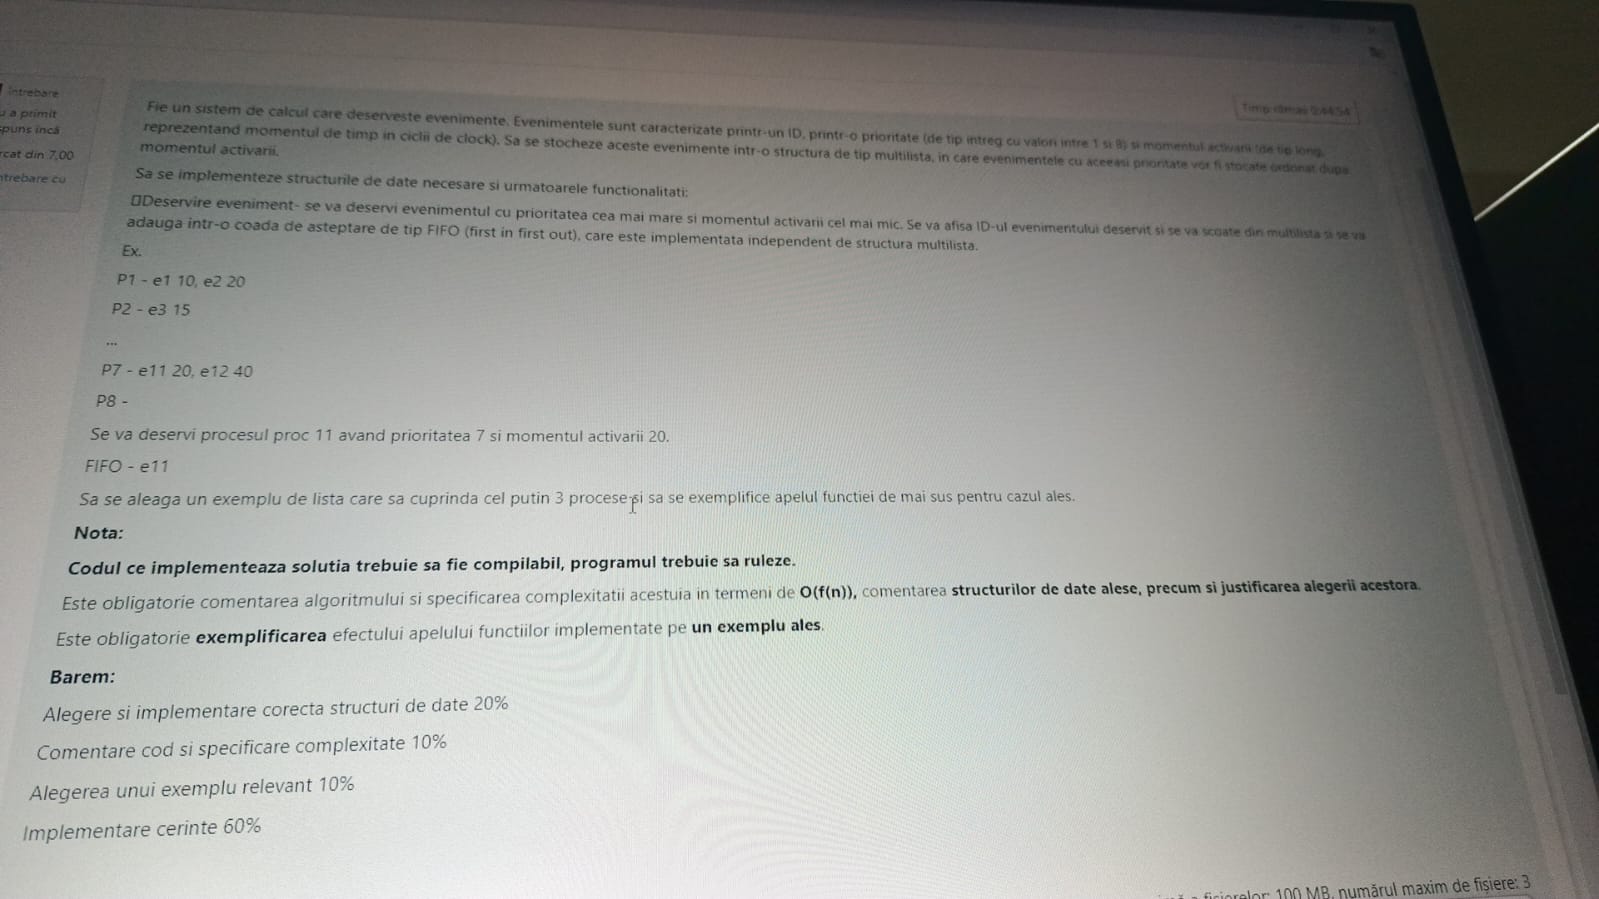 Intrebare
u a primit
spuns încă
rcat din 7,00
ntrebare cu
Timp rămas 0:44:54
Fie un sistem de calcul care deserveste evenimente. Evenimentele sunt caracterizate printr-un ID, printr-o prioritate (de tip intreg cu valori intre 1 si 8) si momentul activarii (de tip long,
reprezentand momentul de timp in ciclii de clock). Sa se stocheze aceste evenimente intr-o structura de tip multilista, in care evenimentele cu aceeasi prioritate vor fi stocate ordonat dupa
momentul activarii.
Sa se implementeze structurile de date necesare si urmatoarele functionalitati:
Deservire eveniment- se va deservi evenimentul cu prioritatea cea mai mare si momentul activarii cel mai mic. Se va afisa ID-ul evenimentului deservit si se va scoate din multilista si se va
adauga intr-o coada de asteptare de tip FIFO (first in first out), care este implementata independent de structura multilista.
Ex.
P1 - e1 10, e2 20
P2 - e3 15
...
P7 - e11 20, e12 40
P8 -
Se va deservi procesul proc 11 avand prioritatea 7 si momentul activarii 20.
FIFO - e11
Sa se aleaga un exemplu de lista care sa cuprinda cel putin 3 procese si sa se exemplifice apelul functiei de mai sus pentru cazul ales.
Nota:
Codul ce implementeaza solutia trebuie sa fie compilabil, programul trebuie sa ruleze.
Este obligatorie comentarea algoritmului si specificarea complexitatii acestuia in termeni de O(f(n)), comentarea structurilor de date alese, precum si justificarea alegerii acestora.
Este obligatorie exemplificarea efectului apelului functiilor implementate pe un exemplu ales.
Barem:
Alegere si implementare corecta structuri de date 20%
Comentare cod si specificare complexitate 10%
Alegerea unui exemplu relevant 10%
Implementare cerinte 60%
fișierelor: 100 MB, numărul maxim de fișiere: 3